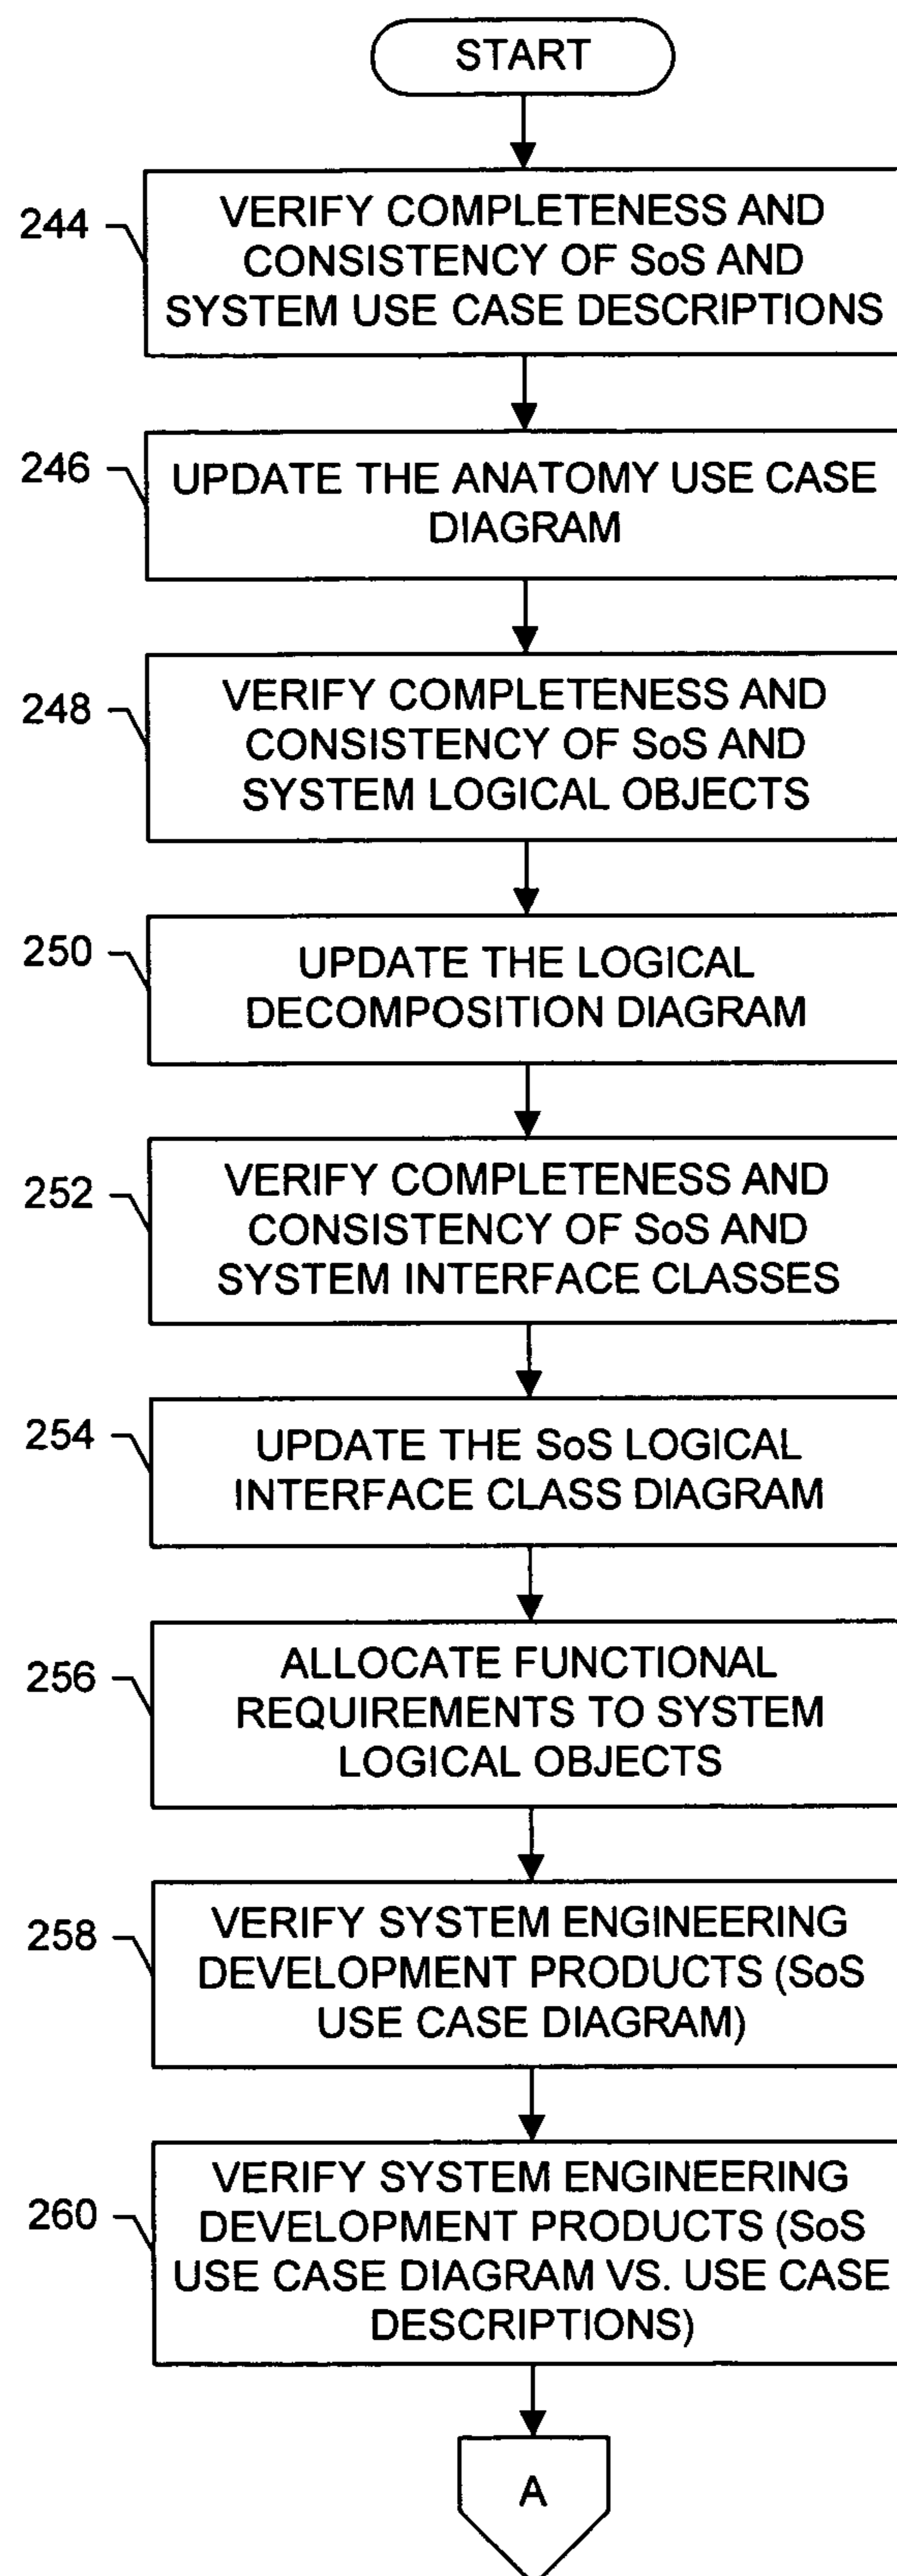 START
244
VERIFY COMPLETENESS AND
CONSISTENCY OF SoS AND
SYSTEM USE CASE DESCRIPTIONS
246
UPDATE THE ANATOMY USE CASE
DIAGRAM
248
VERIFY COMPLETENESS AND
CONSISTENCY OF SoS AND
SYSTEM LOGICAL OBJECTS
250
UPDATE THE LOGICAL
DECOMPOSITION DIAGRAM
252
VERIFY COMPLETENESS AND
CONSISTENCY OF SoS AND
SYSTEM INTERFACE CLASSES
254
UPDATE THE SoS LOGICAL
INTERFACE CLASS DIAGRAM
256
ALLOCATE FUNCTIONAL
REQUIREMENTS TO SYSTEM
LOGICAL OBJECTS
258
VERIFY SYSTEM ENGINEERING
DEVELOPMENT PRODUCTS (SoS
USE CASE DIAGRAM)
260
VERIFY SYSTEM ENGINEERING
DEVELOPMENT PRODUCTS (SoS
USE CASE DIAGRAM VS. USE CASE
DESCRIPTIONS)
A